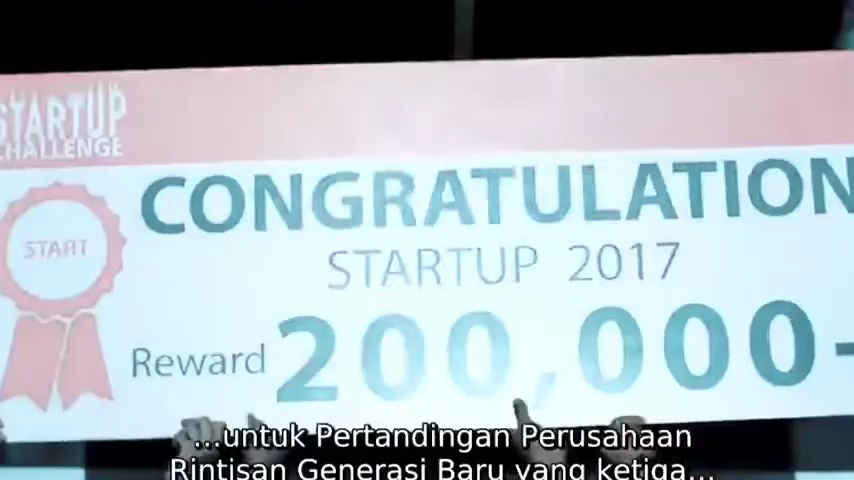 STARTUP
CHALLENGE
CONGRATULATION
START
STARTUP 2017
Reward 200,000-
...untuk Pertandingan Perusahaan
Rintisan Generasi Baru yang ketiga...